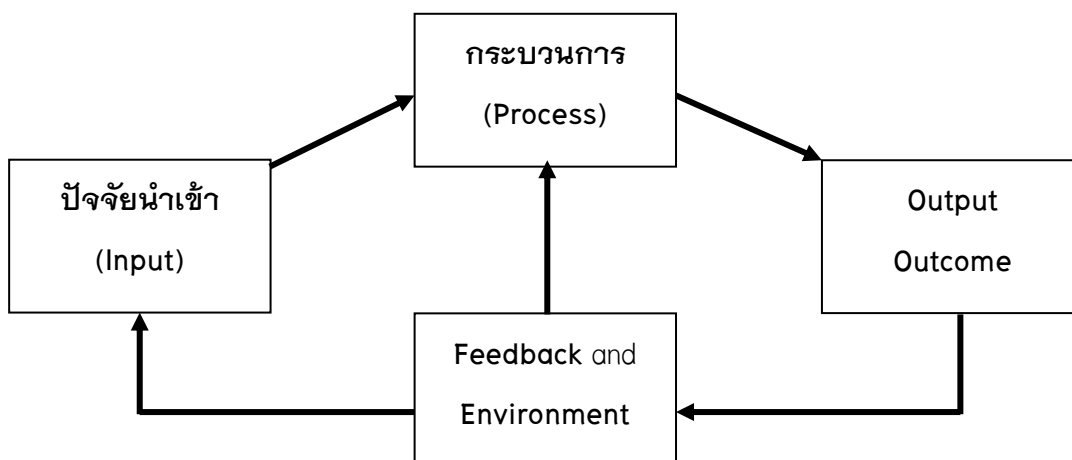 กระบวนการ
(Process)
ปัจจัยนำเข้า
(Input)
Output
Outcome
Feedback and
Environment